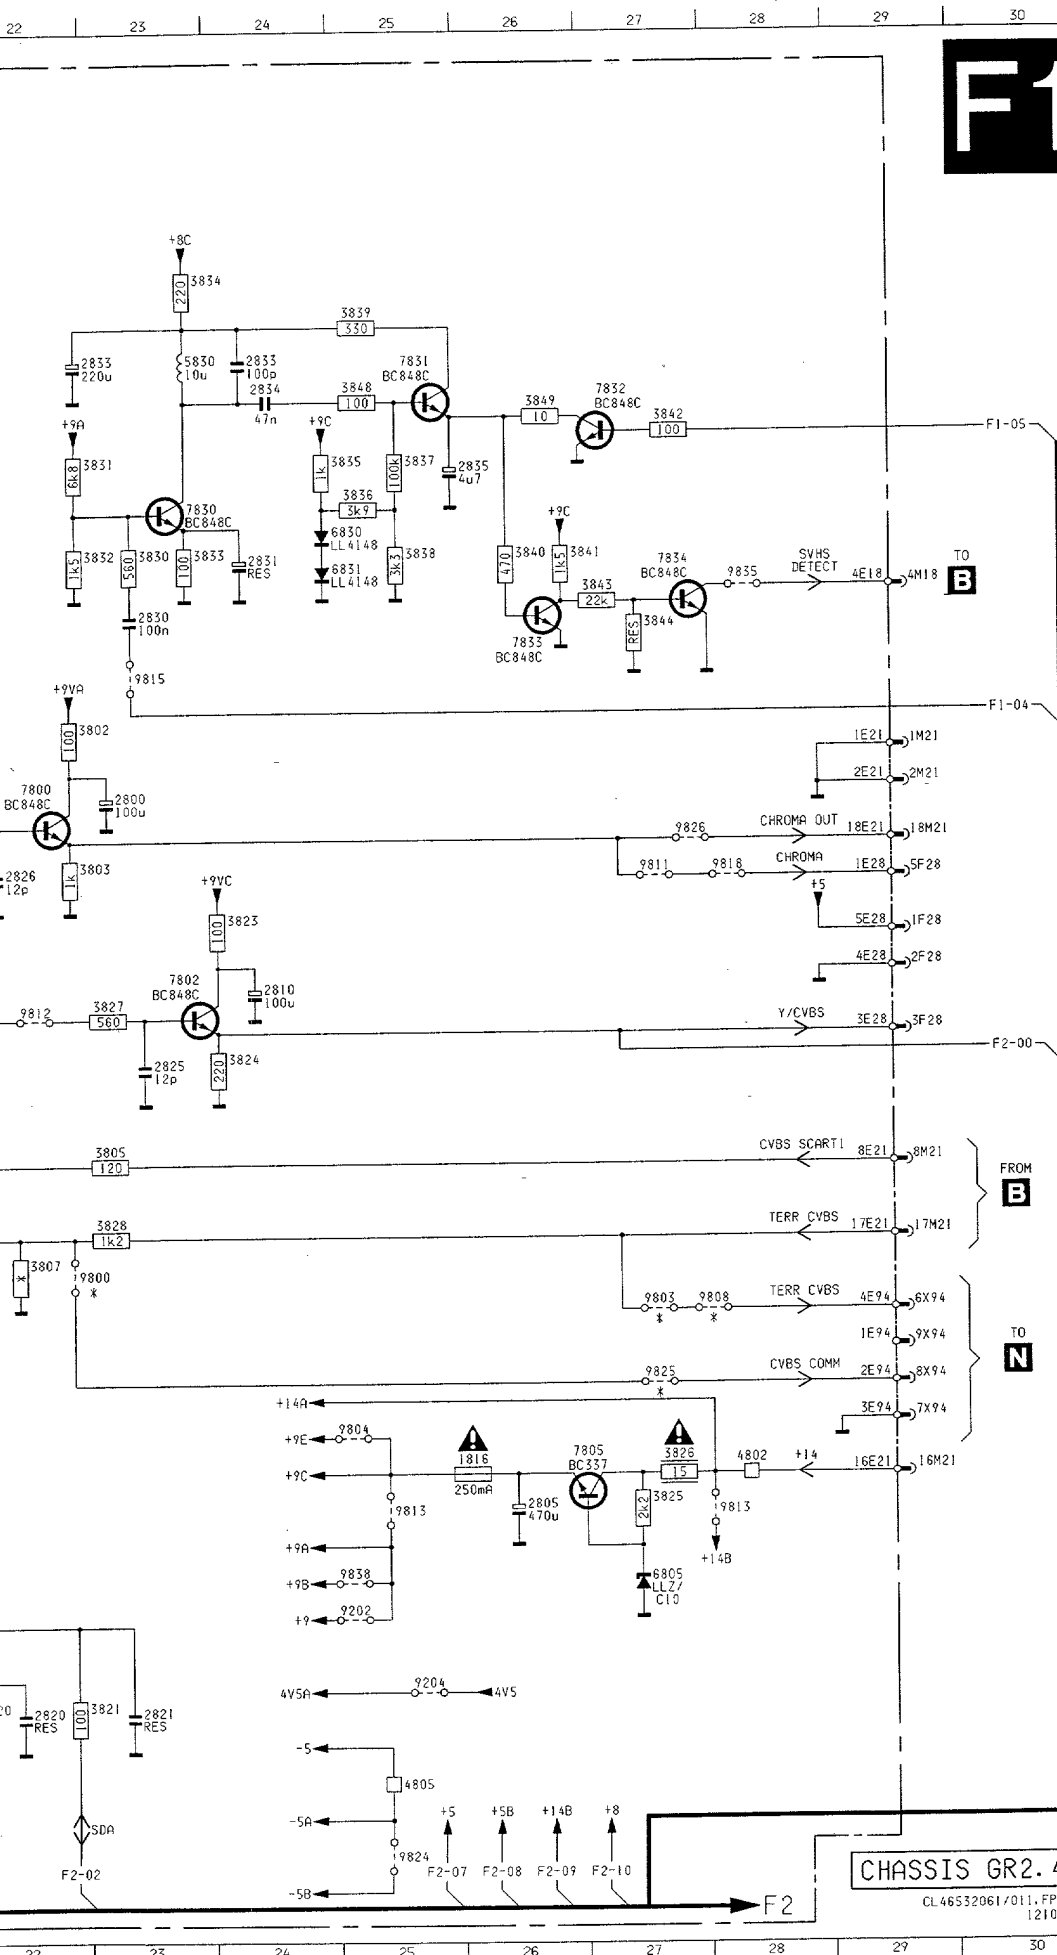 22 23 24 25 26 27 28 29 30
F1
+8C
3834
220
3839
330
2833
220u
5830
10u
2833
100p
2834
47n
3848
100
7831
BC848C
3849
10
7832
BC848C
3842
100
F1-05
+9A
3831
6k8
+9C
3835
1k
3837
100k
2835
4u7
3836
3k9
7830
BC848C
6830
LL4148
6831
LL4148
3838
3k3
+9C
3840
470
3841
1k5
3843
22k
7834
BC848C
9835
SVHS
DETECT
4E18
4M18
TO
B
3832
1k5
3830
560
3833
100
2831
RES
7833
BC848C
3844
RES
2830
100n
9815
F1-04
+9VA
3802
100
1E21
1M21
2E21
2M21
7800
BC848C
2800
100u
9826
CHROMA OUT
18E21
18M21
2826
12p
3803
1k
9811
9818
CHROMA
1E28
5F28
+9VC
3823
100
+5
5E28
1F28
4E28
2F28
7802
BC848C
2810
100u
9812
3827
560
Y/CVBS
3E28
3F28
F2-00
2825
12p
3824
220
3805
120
CVBS SCART1
8E21
8M21
FROM
B
3828
1k2
TERR CVBS
17E21
17M21
3807
*
9800
*
9803
*
9808
*
TERR CVBS
4E94
6X94
1E94
9X94
TO
N
9825
*
CVBS COMM
2E94
8X94
3E94
7X94
+14A
+9E
9804
+9C
1816
250mA
7805
BC337
3826
15
4802
+14
16E21
16M21
9813
2805
470u
3825
2k2
9813
+14B
+9A
+9B
9838
+9
9202
6805
LLZ/
C10
4V5A
9204
4V5
20
2820
RES
3821
100
2821
RES
-5
4805
-5A
9824
-5B
+5
+5B
+14B
+8
SDA
F2-02
F2-07
F2-08
F2-09
F2-10
F2
CHASSIS GR2.4
CL46532061/011.FP
1210
22 23 24 25 26 27 28 29 30